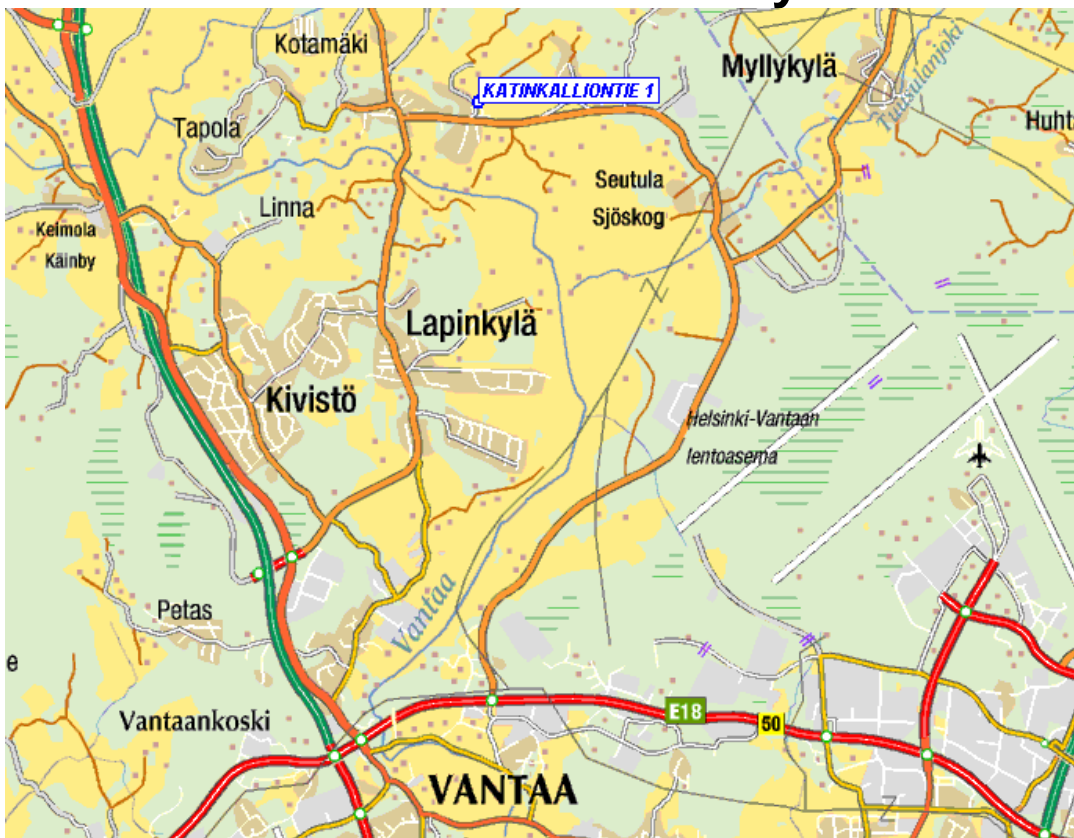 y
Kotamäki
Myllykylä
KATINKALLIONTIE 1
Tuusulanjoki
Tapola
Seutula
Sjöskog
Linna
Keimola
Käinby
Lapinkylä
Kivistö
Helsinki-Vantaan
lentoasema
Vantaa
Petas
e
Vantaankoski
E18
50
VANTAA